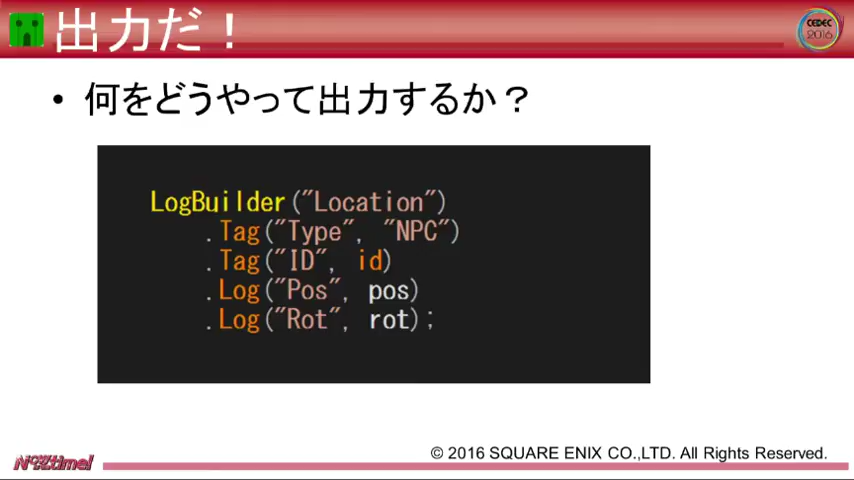 出力だ！
CEDEC
2016
• 何をどうやって出力するか？
LogBuilder("Location")
.Tag("Type", "NPC")
.Tag("ID", id)
.Log("Pos", pos)
.Log("Rot", rot);
© 2016 SQUARE ENIX CO.,LTD. All Rights Reserved.